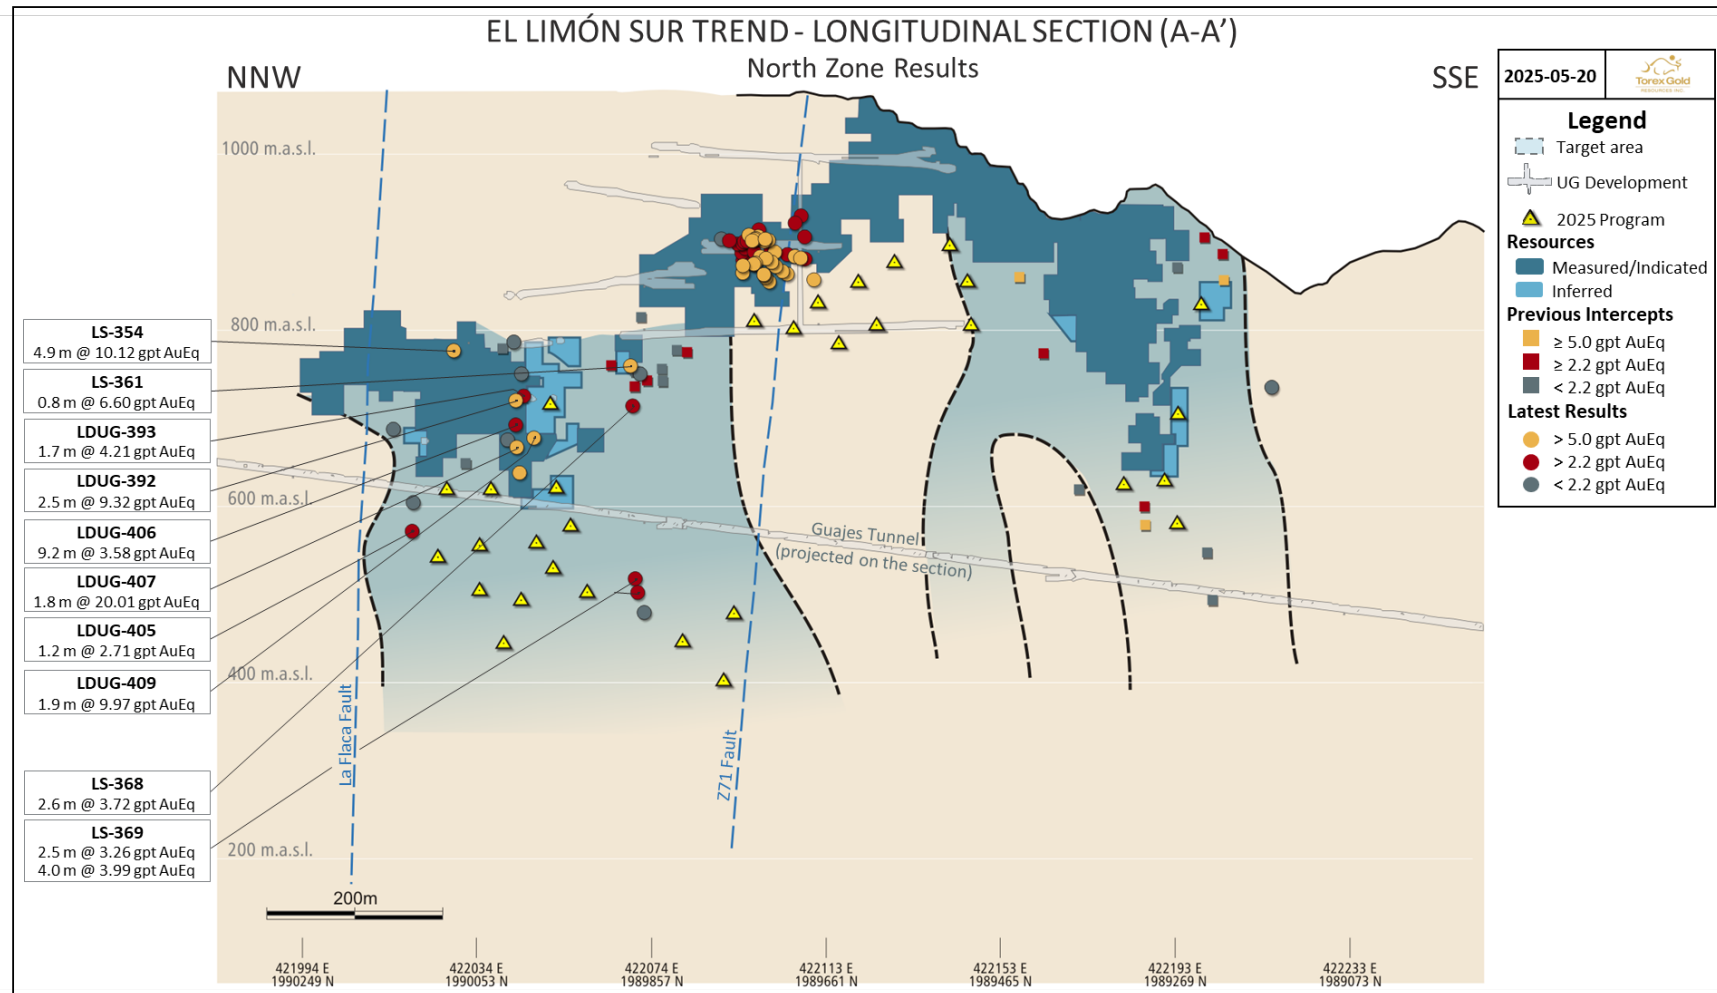 EL LIMÓN SUR TREND - LONGITUDINAL SECTION (A-A’)
North Zone Results
NNW
SSE
2025-05-20
Torex Gold
RESOURCES INC.
Legend
Target area
UG Development
2025 Program
Resources
Measured/Indicated
Inferred
Previous Intercepts
≥ 5.0 gpt AuEq
≥ 2.2 gpt AuEq
< 2.2 gpt AuEq
Latest Results
> 5.0 gpt AuEq
> 2.2 gpt AuEq
< 2.2 gpt AuEq
1000 m.a.s.l.
800 m.a.s.l.
600 m.a.s.l.
400 m.a.s.l.
200 m.a.s.l.
LS-354
4.9 m @ 10.12 gpt AuEq
LS-361
0.8 m @ 6.60 gpt AuEq
LDUG-393
1.7 m @ 4.21 gpt AuEq
LDUG-392
2.5 m @ 9.32 gpt AuEq
LDUG-406
9.2 m @ 3.58 gpt AuEq
LDUG-407
1.8 m @ 20.01 gpt AuEq
LDUG-405
1.2 m @ 2.71 gpt AuEq
LDUG-409
1.9 m @ 9.97 gpt AuEq
LS-368
2.6 m @ 3.72 gpt AuEq
LS-369
2.5 m @ 3.26 gpt AuEq
4.0 m @ 3.99 gpt AuEq
Guajes Tunnel
(projected on the section)
La Flaca Fault
Z71 Fault
200m
421994 E
1990249 N
422034 E
1990053 N
422074 E
1989857 N
422113 E
1989661 N
422153 E
1989465 N
422193 E
1989269 N
422233 E
1989073 N